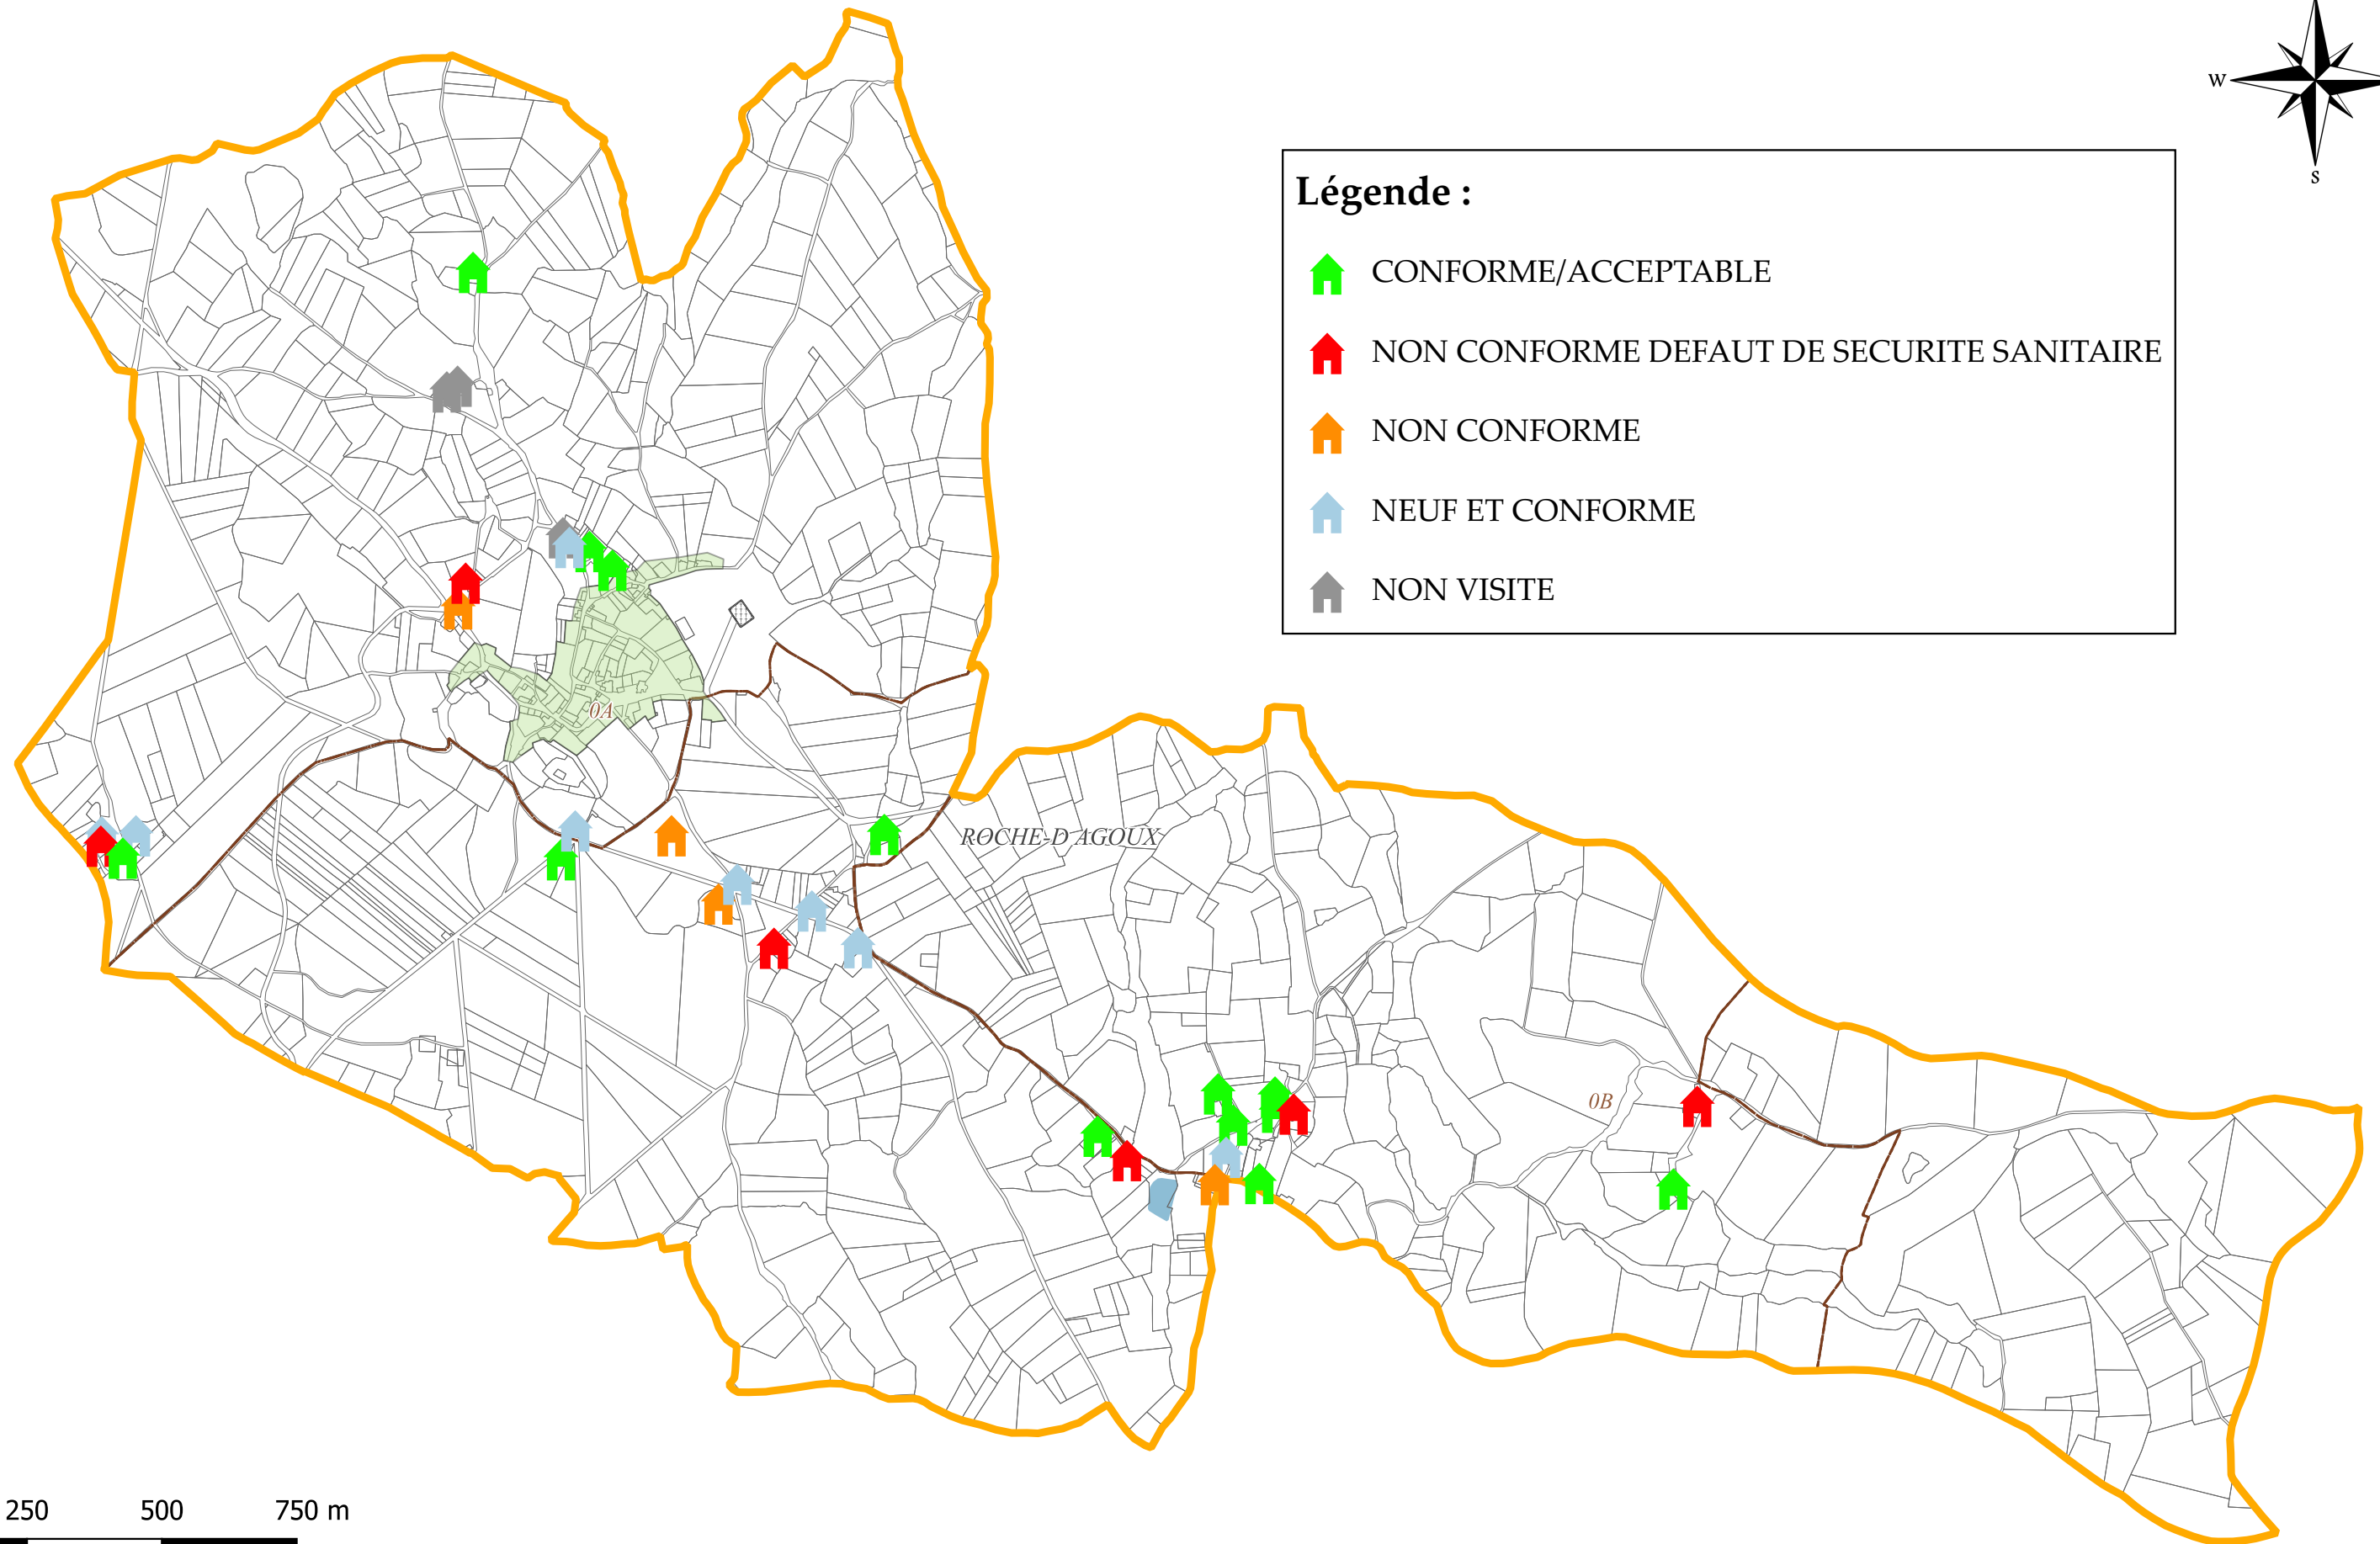 W
S
Légende :
CONFORME/ACCEPTABLE
NON CONFORME DEFAUT DE SECURITE SANITAIRE
NON CONFORME
NEUF ET CONFORME
NON VISITE
0A
ROCHE-D AGOUX
0B
250 500 750 m